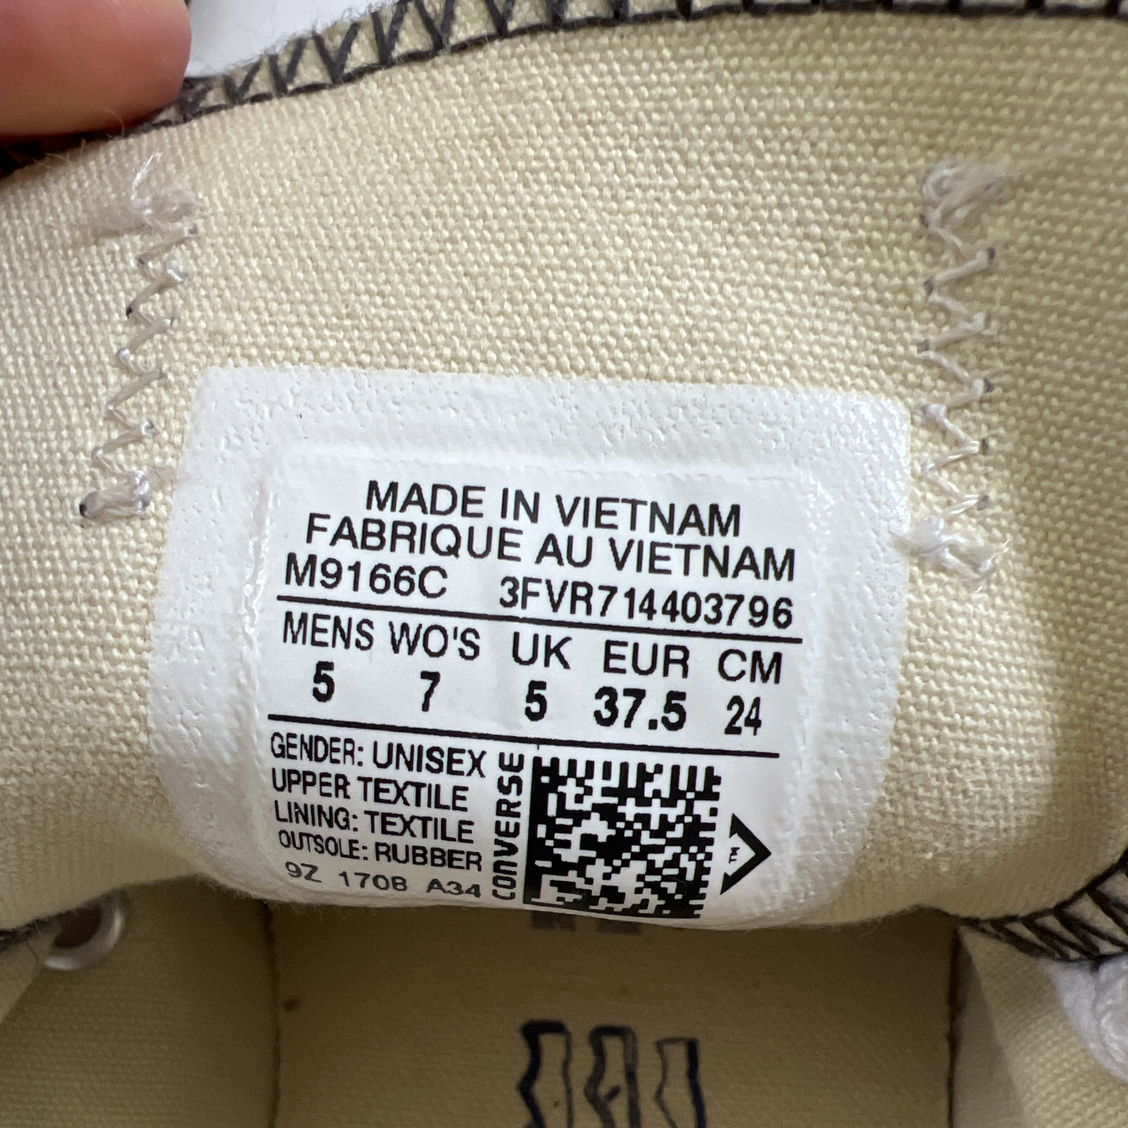 MADE IN VIETNAM
FABRIQUE AU VIETNAM
M9166C 3FVR714403796
MENS WO'S UK EUR CM
5 7 5 37.5 24
GENDER: UNISEX
UPPER TEXTILE
LINING: TEXTILE
OUTSOLE: RUBBER
9Z 1708 A34
CONVERSE